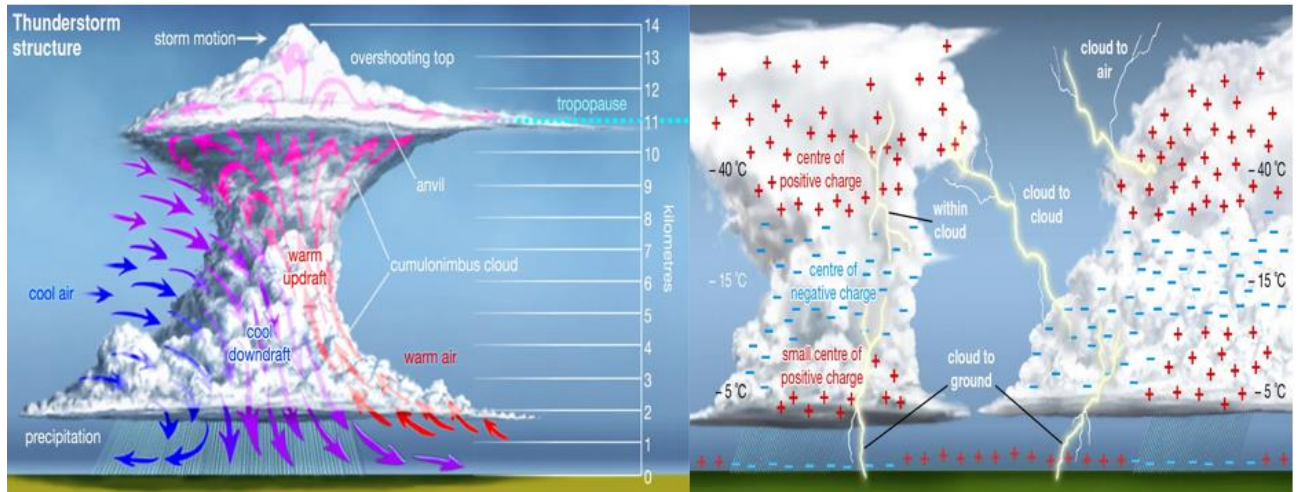 Thunderstorm
structure
storm motion
overshooting top
tropopause
anvil
cumulonimbus cloud
warm
updraft
cool air
cool
downdraft
warm air
precipitation
14
13
12
11
10
9
8
7
6
5
4
3
2
1
0
kilometres
cloud to
air
centre of
positive charge
- 40 °C
- 40 °C
within
cloud
cloud to
cloud
centre of
negative charge
- 15 °C
- 15 °C
small centre of
positive charge
cloud to
ground
- 5 °C
- 5 °C